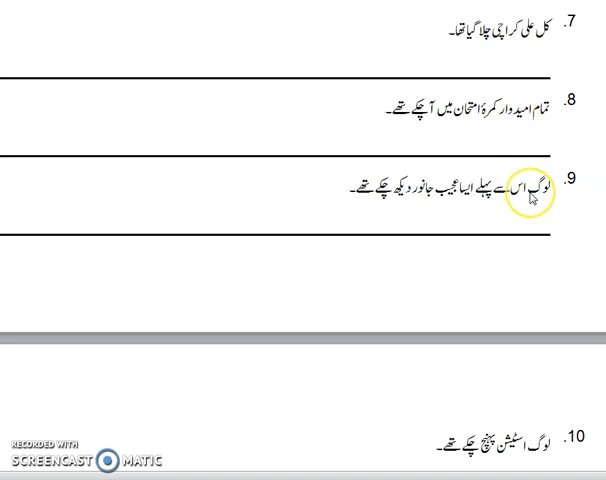 7. کل علی کراچی چلا گیا تھا۔
8. تمام امیدوار کمرۂ امتحان میں آ چکے تھے۔
9. لوگ اس سے پہلے ایسا عجیب جانور دیکھ چکے تھے۔
10. لوگ اسٹیشن پہنچ چکے تھے۔
RECORDED WITH
SCREENCAST MATIC